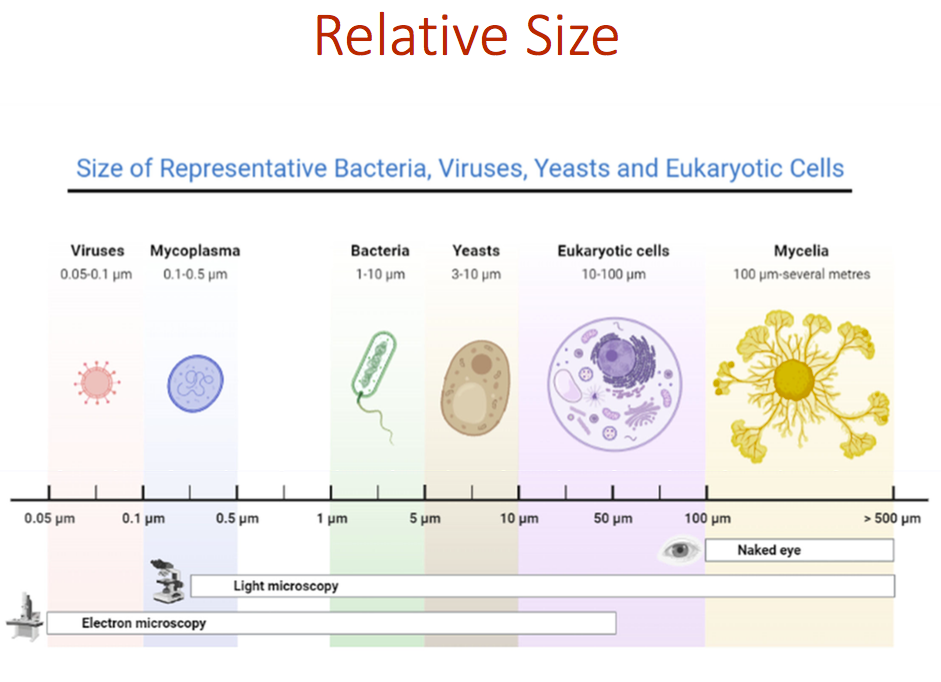 Relative Size
Size of Representative Bacteria, Viruses, Yeasts and Eukaryotic Cells
Viruses Mycoplasma Bacteria Yeasts Eukaryotic cells Mycelia
0.05-0.1 μm 0.1-0.5 μm 1-10 μm 3-10 μm 10-100 μm 100 μm-several metres
0.05 μm 0.1 μm 0.5 μm 1 μm 5 μm 10 μm 50 μm 100 μm > 500 μm
Naked eye
Light microscopy
Electron microscopy